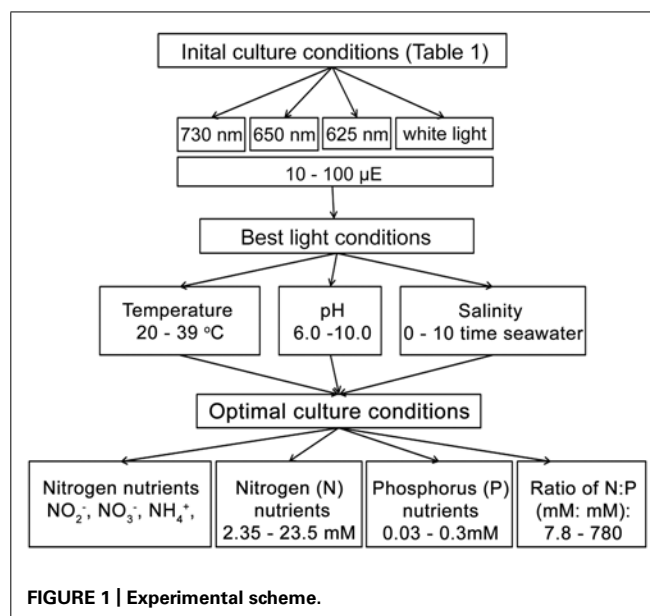 Inital culture conditions (Table 1)
730 nm 650 nm 625 nm white light
10 - 100 µE
Best light conditions
Temperature
20 - 39 °C
pH
6.0 -10.0
Salinity
0 - 10 time seawater
Optimal culture conditions
Nitrogen nutrients
NO₂⁻, NO₃⁻, NH₄⁺,
Nitrogen (N)
nutrients
2.35 - 23.5 mM
Phosphorus (P)
nutrients
0.03 - 0.3mM
Ratio of N:P
(mM: mM):
7.8 - 780
FIGURE 1 | Experimental scheme.